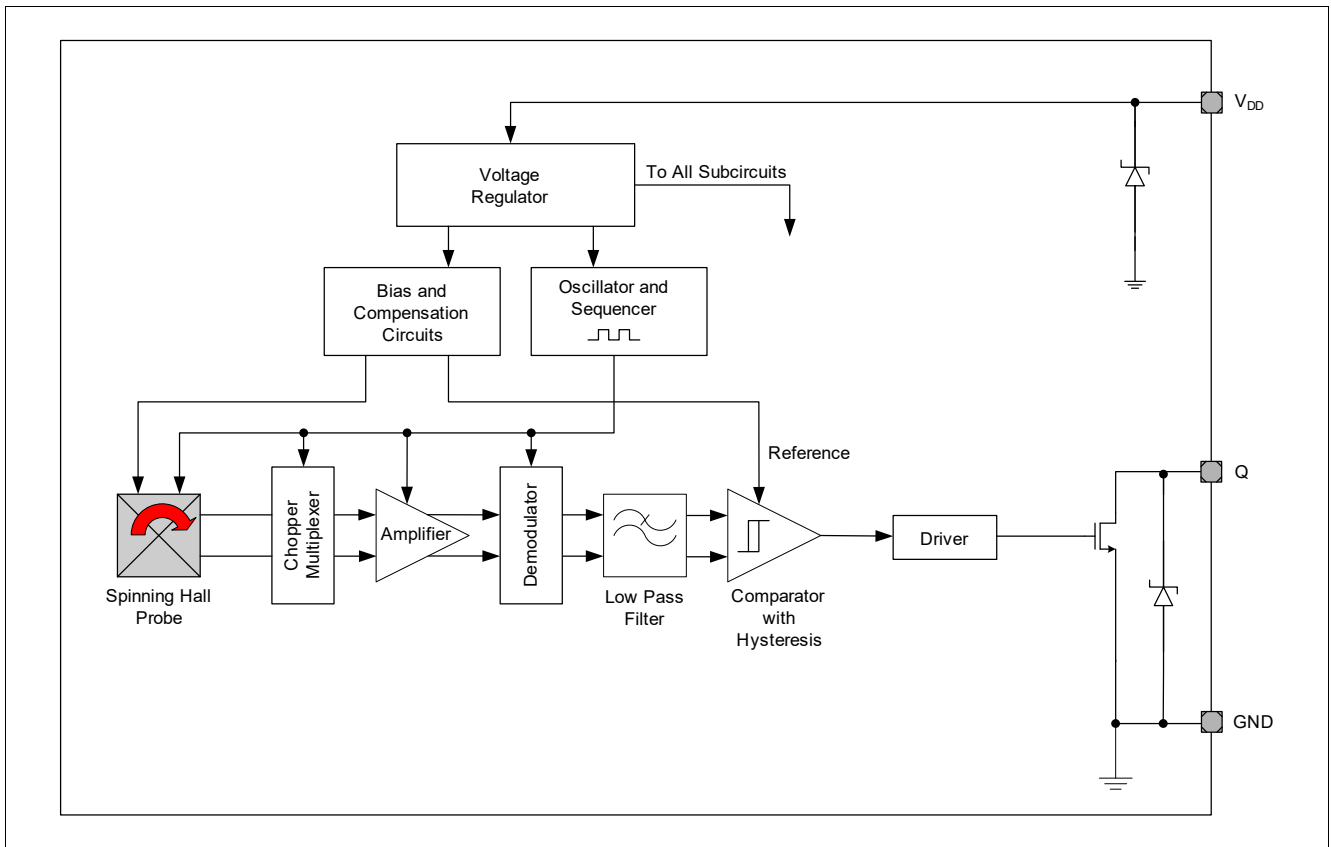 V_DD
Voltage
Regulator
To All Subcircuits
Bias and
Compensation
Circuits
Oscillator and
Sequencer
Reference
Q
Chopper
Multiplexer
Amplifier
Demodulator
Driver
Spinning Hall
Probe
Low Pass
Filter
Comparator
with
Hysteresis
GND